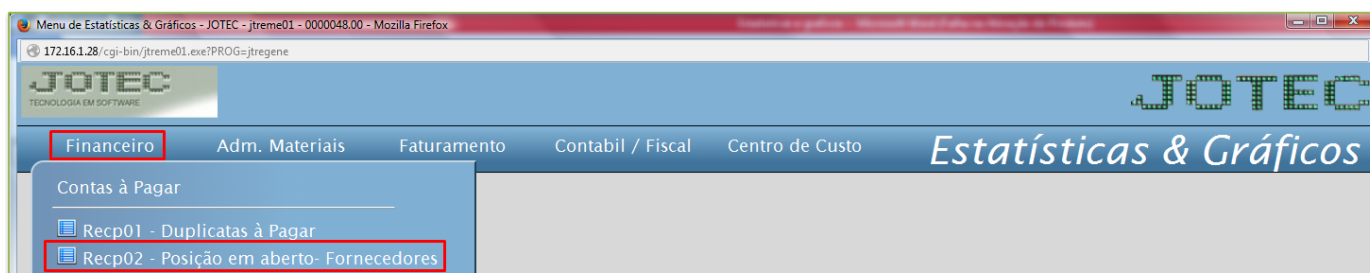 Menu de Estatísticas & Gráficos - JOTEC - jtreme01 - 0000048.00 - Mozilla Firefox
172.16.1.28/cgi-bin/jtreme01.exe?PROG=jtregene
JOTEC
TECNOLOGIA EM SOFTWARE
JOTEC
Financeiro Adm. Materiais Faturamento Contabil / Fiscal Centro de Custo Estatísticas & Gráficos
Contas à Pagar
Recp01 - Duplicatas à Pagar
Recp02 - Posição em aberto- Fornecedores